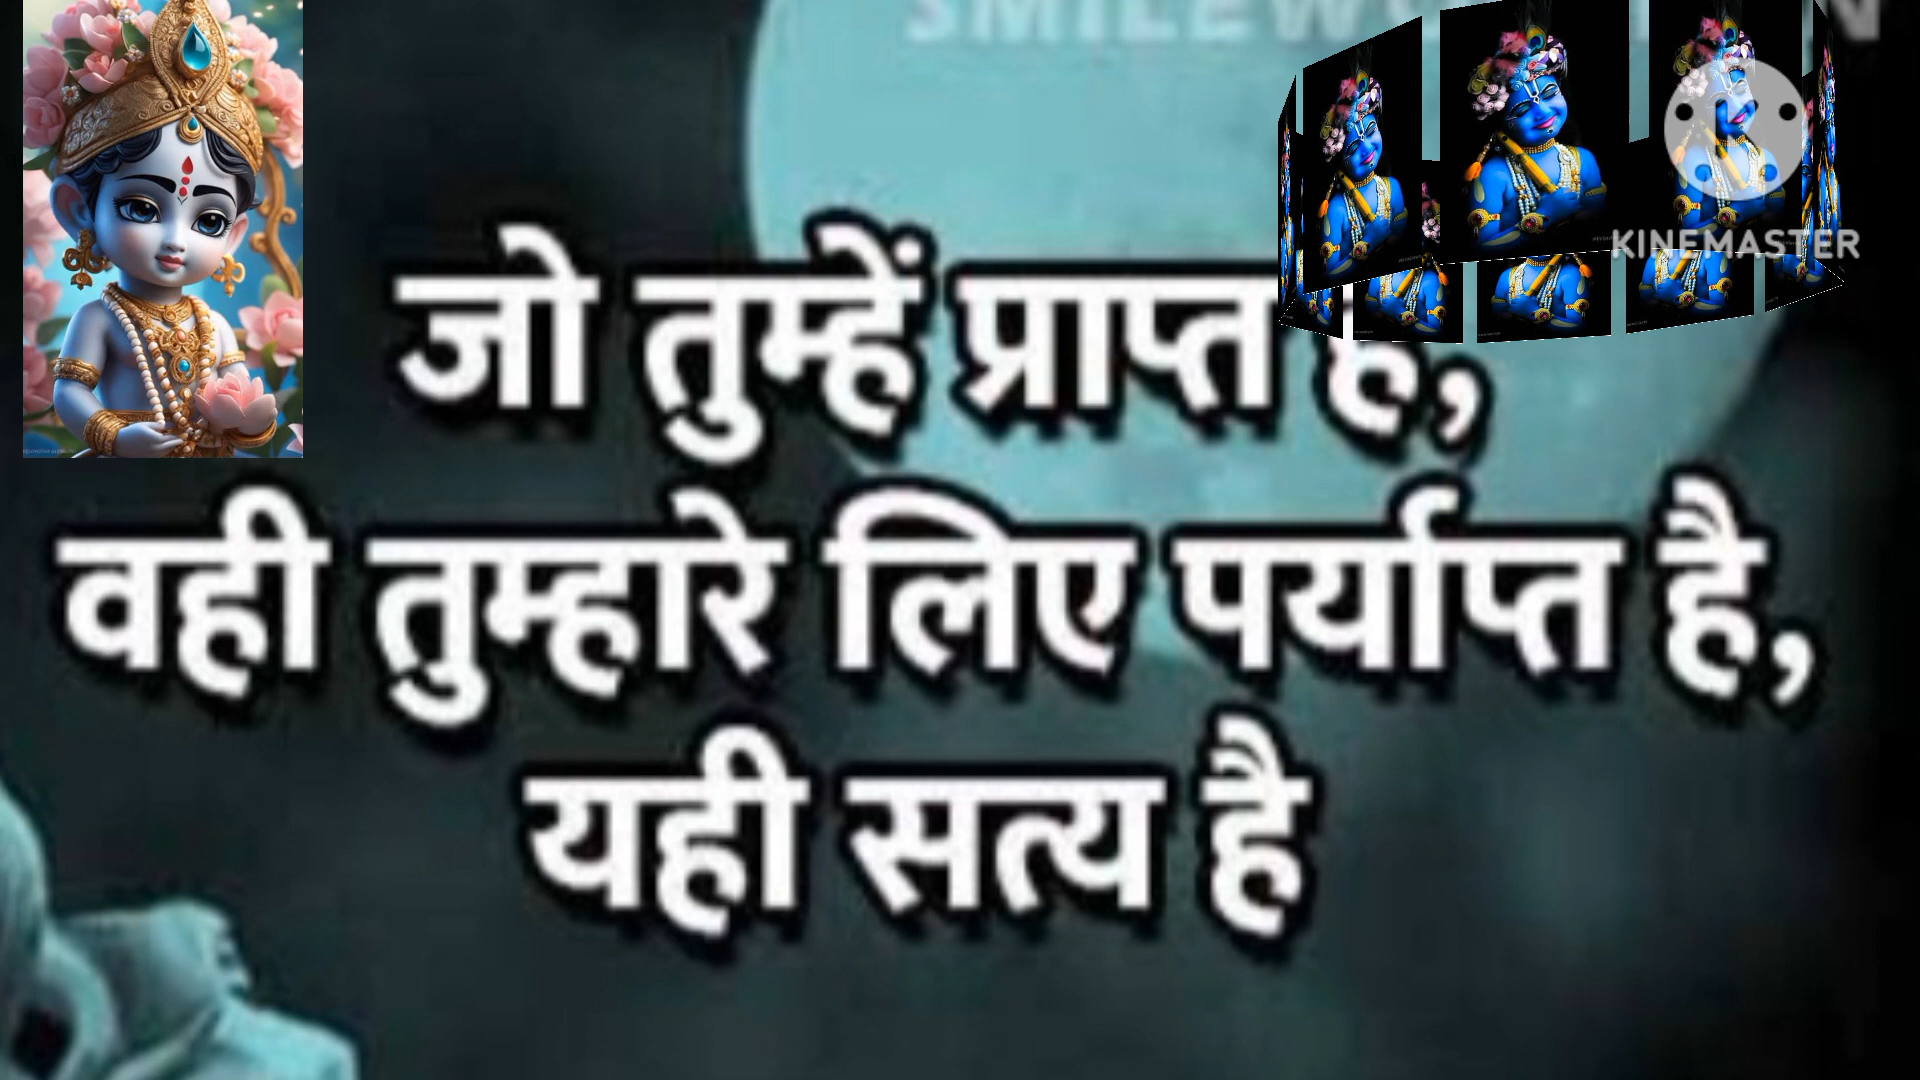 KINEMASTER
जो तुम्हें प्राप्त है,
वही तुम्हारे लिए पर्याप्त है,
यही सत्य है